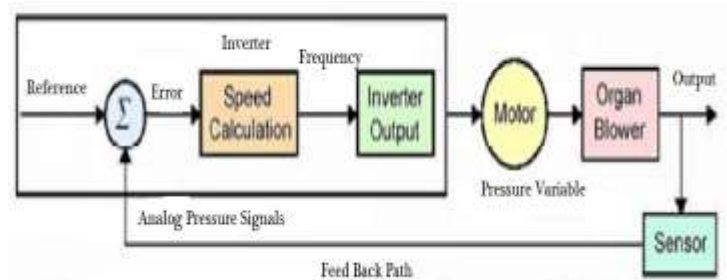 Inverter
Frequency
Reference
Error
Σ
Speed
Calculation
Inverter
Output
Motor
Organ
Blower
Output
Pressure Variable
Analog Pressure Signals
Sensor
Feed Back Path